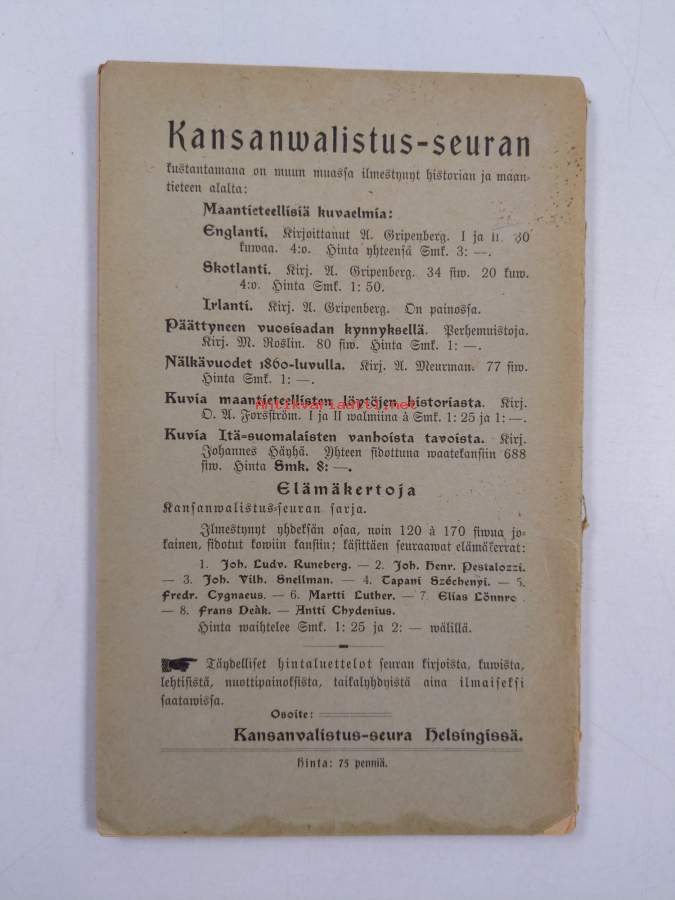 Kansanwalistus-seuran
kustantamana on muun muassa ilmestynyt historian ja maan-
tieteen alalta:
Maantieteellisiä kuvaelmia:
Englanti. Kirjoittanut A. Gripenberg. I ja II. 30
kuwaa. 4:o. Hinta yhteensä Smk. 3: —.
Skotlanti. Kirj. A. Gripenberg. 34 siw. 20 kuw.
4:o. Hinta Smk. 1: 50.
Irlanti. Kirj. A. Gripenberg. On painossa.
Päättyneen vuosisadan kynnyksellä. Perhemuistoja.
Kirj. M. Roslin. 80 siw. Hinta Smk. 1: —.
Nälkävuodet 1860-luvulla. Kirj. A. Meurman. 77 siw.
Hinta Smk. 1: —.
Kuvia maantieteellisten löytöjen historiasta. Kirj.
Antikvariaatti.net
O. A. Forsström. I ja II walmiina à Smk. 1: 25 ja 1: —.
Kuvia Itä=suomalaisten vanhoista tavoista. Kirj.
Johannes Häyhä. Yhteen sidottuna waatekansiin 688
siw. Hinta Smk. 8: —.
Elämäkertoja
Kansanwalistus=seuran sarja.
Ilmestynyt yhdeksän osaa, noin 120 à 170 siwua jo-
kainen, sidotut kowiin kansiin; käsittäen seuraawat elämäkerrat:
1. Joh. Ludv. Runeberg. — 2. Joh. Henr. Pestalozzi.
— 3. Joh. Vilh. Snellman. — 4. Tapani Széchenyi. — 5.
Fredr. Cygnaeus. — 6. Martti Luther. — 7. Elias Lönnro
— 8. Frans Deàk. — Antti Chydenius.
Hinta waihtelee Smk. 1: 25 ja 2: — wälillä.
Täydelliset hintaluettelot seuran kirjoista, kuwista,
lehtisistä, nuottipainoksista, taikalyhdyistä aina ilmaiseksi
saatawissa.
Osoite:
Kansanvalistus-seura Helsingissä.
Hinta: 75 penniä.